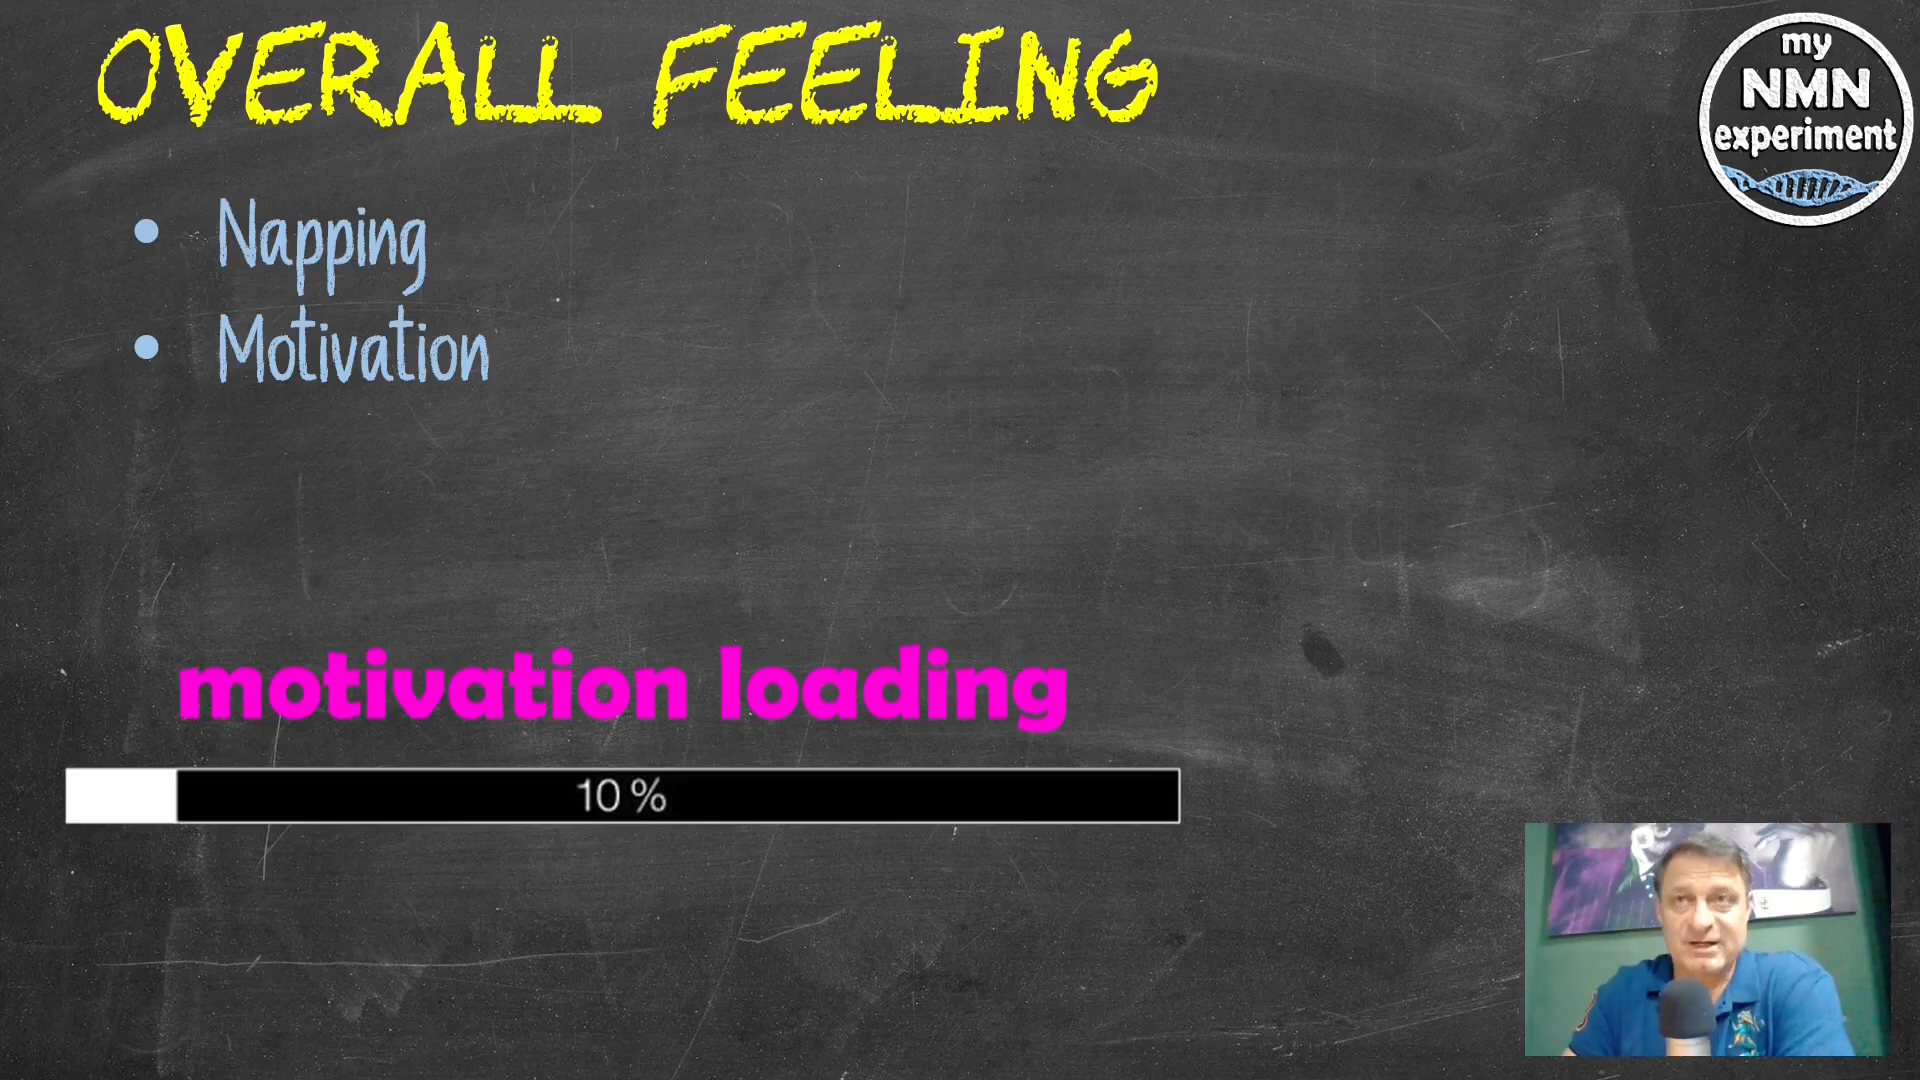 OVERALL FEELING
my
NMN
experiment
• Napping
• Motivation
motivation loading
10 %